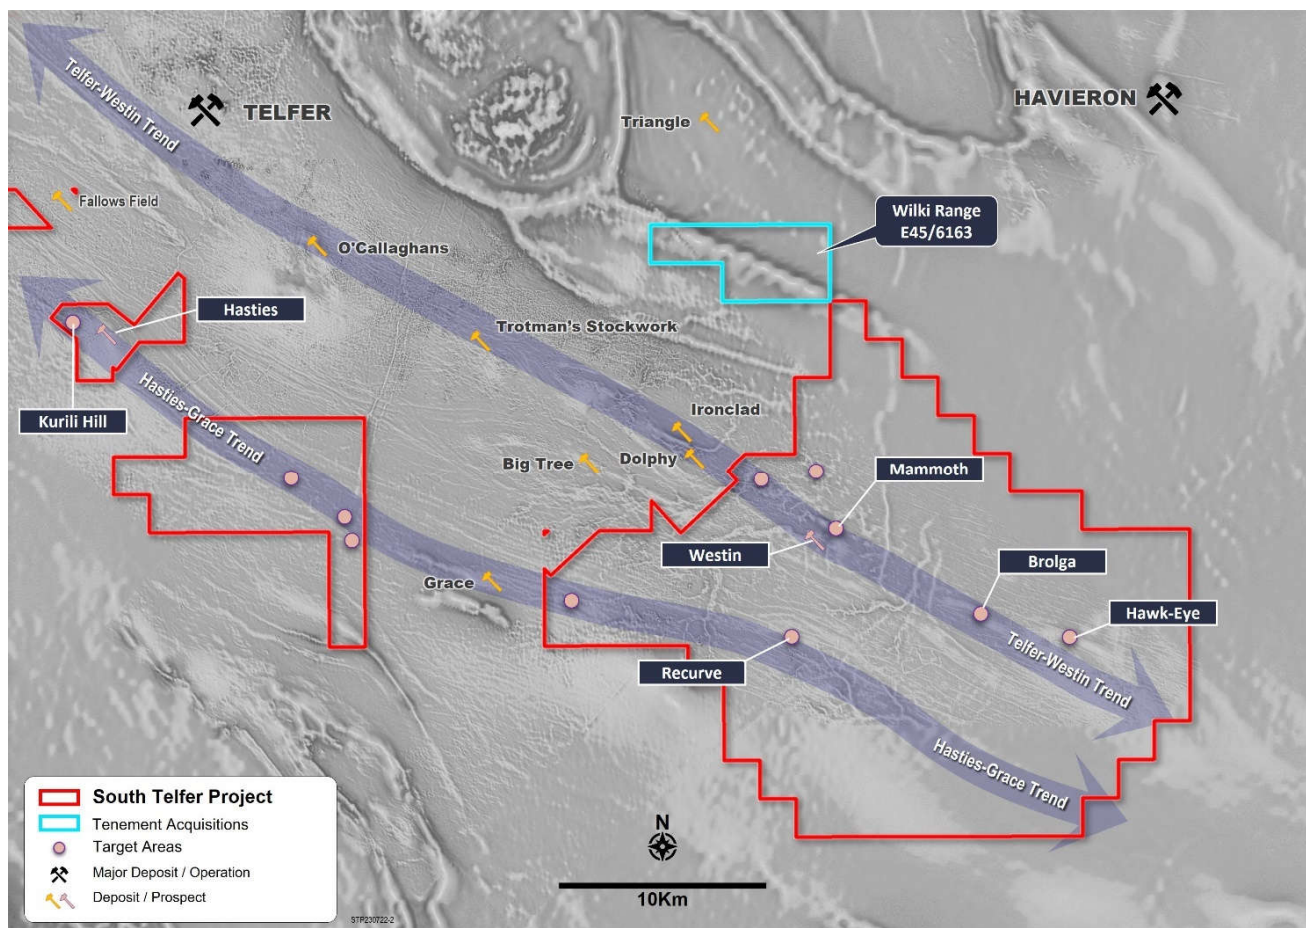 Telfer-Westin Trend
TELFER
HAVIERON
Triangle
Fallows Field
Wilki Range
E45/6163
O'Callaghans
Hasties
Trotman's Stockwork
Kurili Hill
Hasties-Grace Trend
Ironclad
Big Tree
Dolphy
Mammoth
Westin
Brolga
Grace
Hawk-Eye
Recurve
Telfer-Westin Trend
Hasties-Grace Trend
South Telfer Project
Tenement Acquisitions
Target Areas
Major Deposit / Operation
Deposit / Prospect
N
10Km
STP230722-2